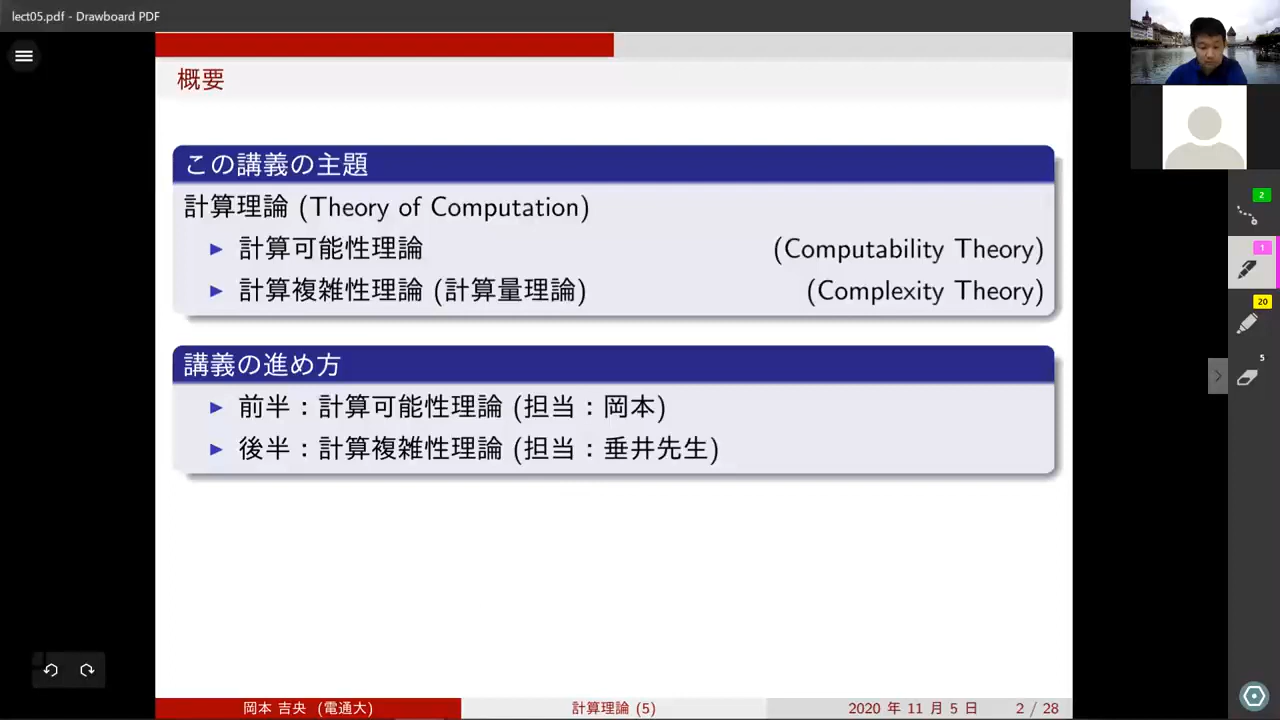 lect05.pdf - Drawboard PDF
概要
この講義の主題
計算理論 (Theory of Computation)
▶ 計算可能性理論 (Computability Theory)
▶ 計算複雑性理論 (計算量理論) (Complexity Theory)
講義の進め方
▶ 前半：計算可能性理論 (担当：岡本)
▶ 後半：計算複雑性理論 (担当：垂井先生)
2
1
20
5
岡本 吉央 (電通大) 計算理論 (5) 2020 年 11 月 5 日 2 / 28